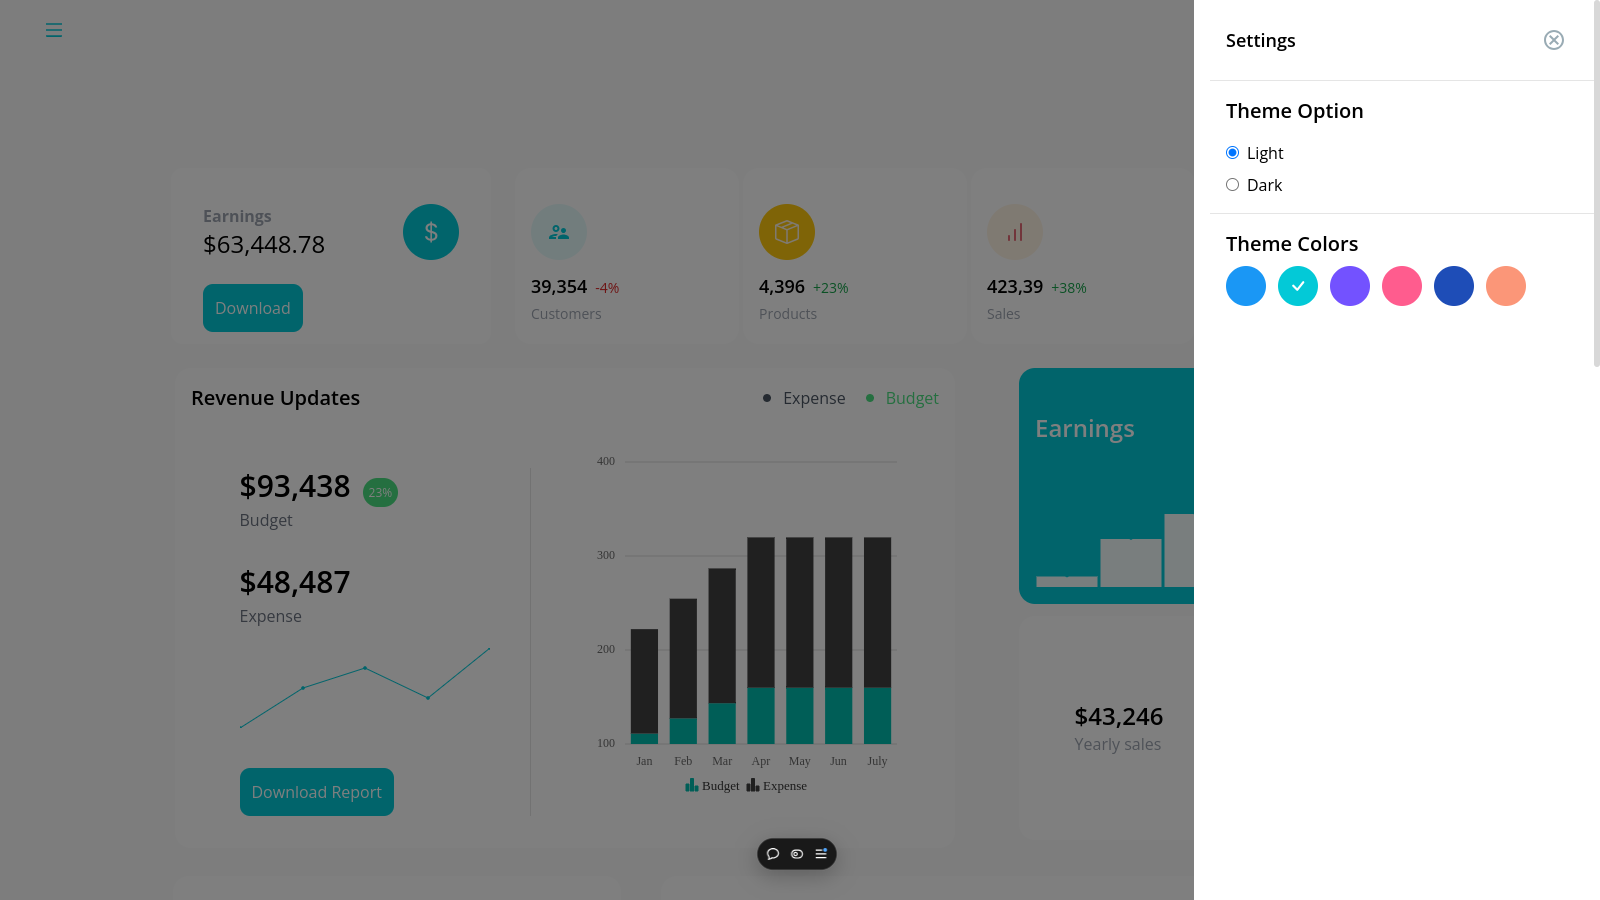 Settings
Theme Option
Light
Dark
Theme Colors
Earnings
$63,448.78
$
Download
39,354 -4%
Customers
4,396 +23%
Products
423,39 +38%
Sales
Revenue Updates
Expense Budget
$93,438 23%
Budget
$48,487
Expense
Download Report
400
300
200
100
Jan Feb Mar Apr May Jun July
Budget Expense
Earnings
$43,246
Yearly sales